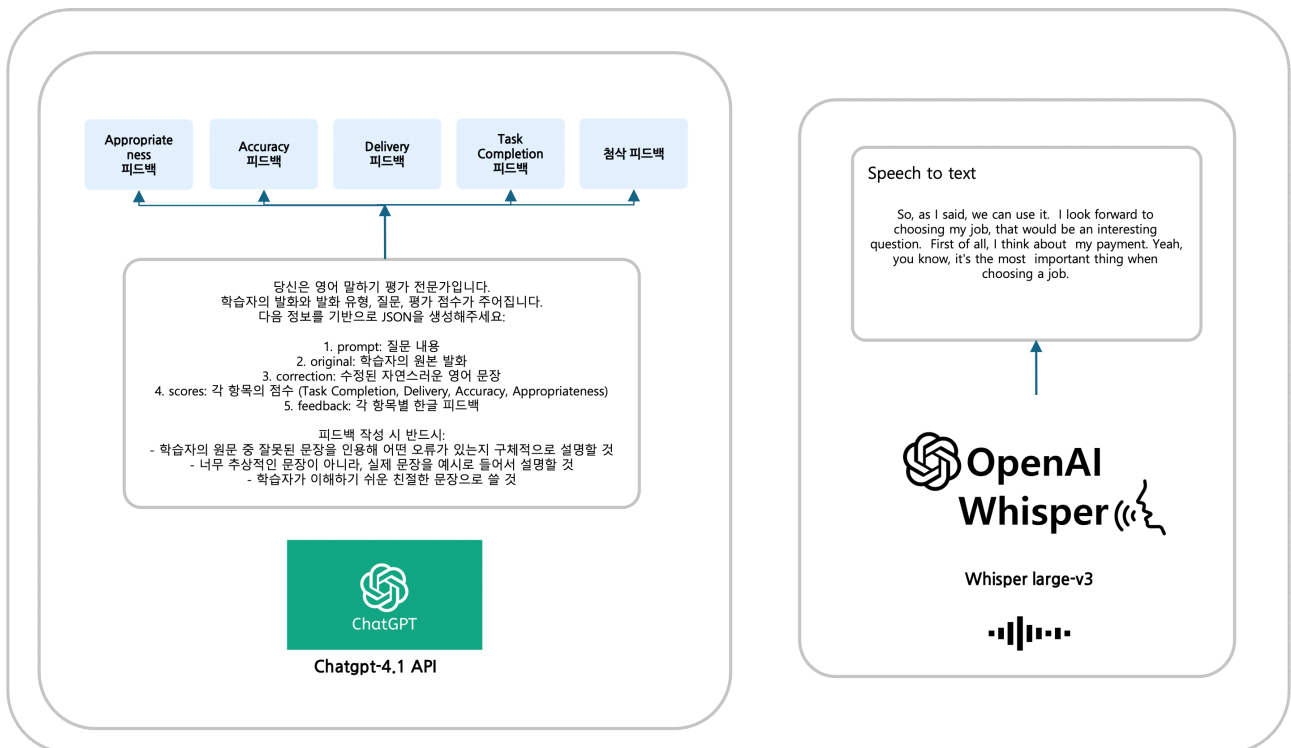 Appropriate
ness
피드백
Accuracy
피드백
Delivery
피드백
Task
Completion
피드백
첨삭 피드백
당신은 영어 말하기 평가 전문가입니다.
학습자의 발화와 발화 유형, 질문, 평가 점수가 주어집니다.
다음 정보를 기반으로 JSON을 생성해주세요:
1. prompt: 질문 내용
2. original: 학습자의 원본 발화
3. correction: 수정된 자연스러운 영어 문장
4. scores: 각 항목의 점수 (Task Completion, Delivery, Accuracy, Appropriateness)
5. feedback: 각 항목별 한글 피드백
피드백 작성 시 반드시:
- 학습자의 원문 중 잘못된 문장을 인용해 어떤 오류가 있는지 구체적으로 설명할 것
- 너무 추상적인 문장이 아니라, 실제 문장을 예시로 들어서 설명할 것
- 학습자가 이해하기 쉬운 친절한 문장으로 쓸 것
ChatGPT
Chatgpt-4.1 API
Speech to text
So, as I said, we can use it. I look forward to
choosing my job, that would be an interesting
question. First of all, I think about my payment. Yeah,
you know, it's the most important thing when
choosing a job.
OpenAI
Whisper
Whisper large-v3